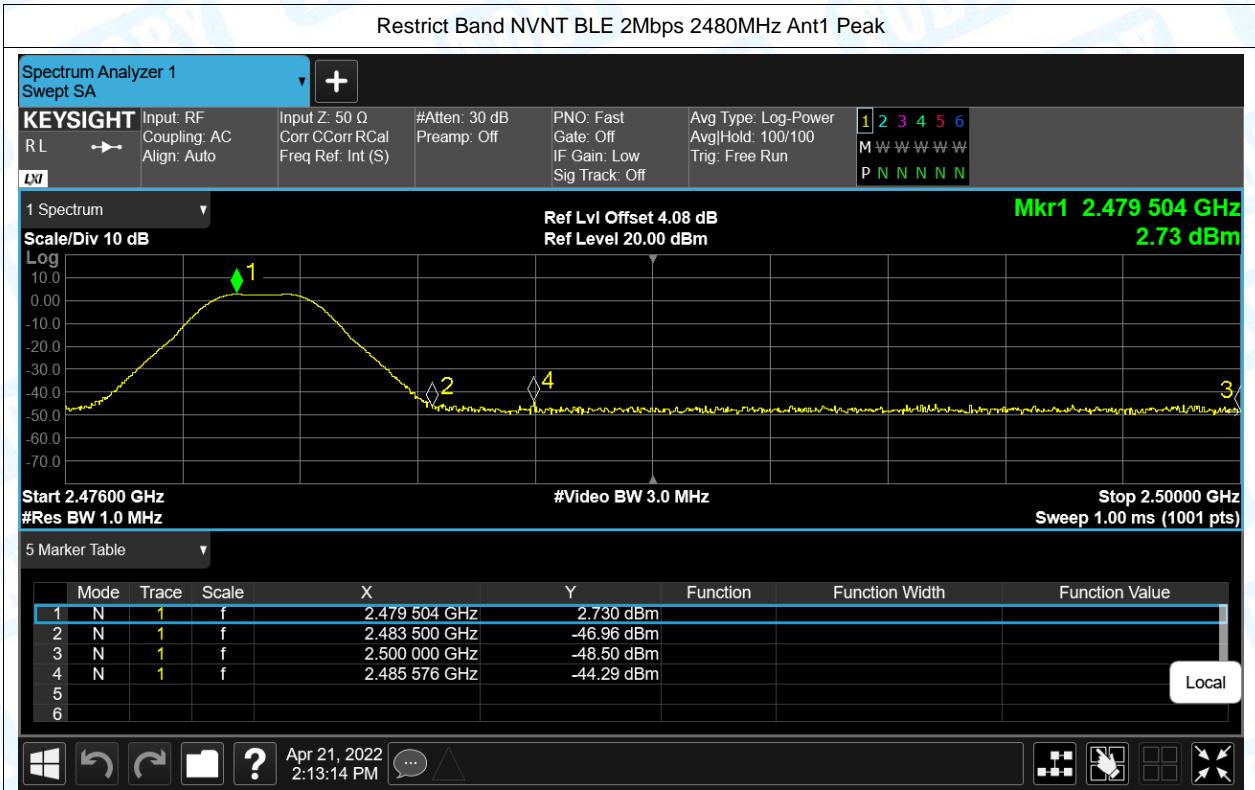 Restrict Band NVNT BLE 2Mbps 2480MHz Ant1 Peak
Spectrum Analyzer 1
Swept SA
+
KEYSIGHT Input: RF Input Z: 50 Ω #Atten: 30 dB PNO: Fast Avg Type: Log-Power 1 2 3 4 5 6
RL Coupling: AC Corr CCorr RCal Preamp: Off Gate: Off Avg|Hold: 100/100 M W W W W W
Align: Auto Freq Ref: Int (S) IF Gain: Low Trig: Free Run
LXI Sig Track: Off P N N N N N
1 Spectrum Ref Lvl Offset 4.08 dB Mkr1 2.479 504 GHz
Scale/Div 10 dB Ref Level 20.00 dBm 2.73 dBm
Log
10.0 1
0.00
-10.0
-20.0
-30.0
-40.0 2 4 3
-50.0
-60.0
-70.0
Start 2.47600 GHz #Video BW 3.0 MHz Stop 2.50000 GHz
#Res BW 1.0 MHz Sweep 1.00 ms (1001 pts)
5 Marker Table
Mode Trace Scale X Y Function Function Width Function Value
1 N 1 f 2.479 504 GHz 2.730 dBm
2 N 1 f 2.483 500 GHz -46.96 dBm
3 N 1 f 2.500 000 GHz -48.50 dBm
4 N 1 f 2.485 576 GHz -44.29 dBm
5
6
Local
? Apr 21, 2022
2:13:14 PM